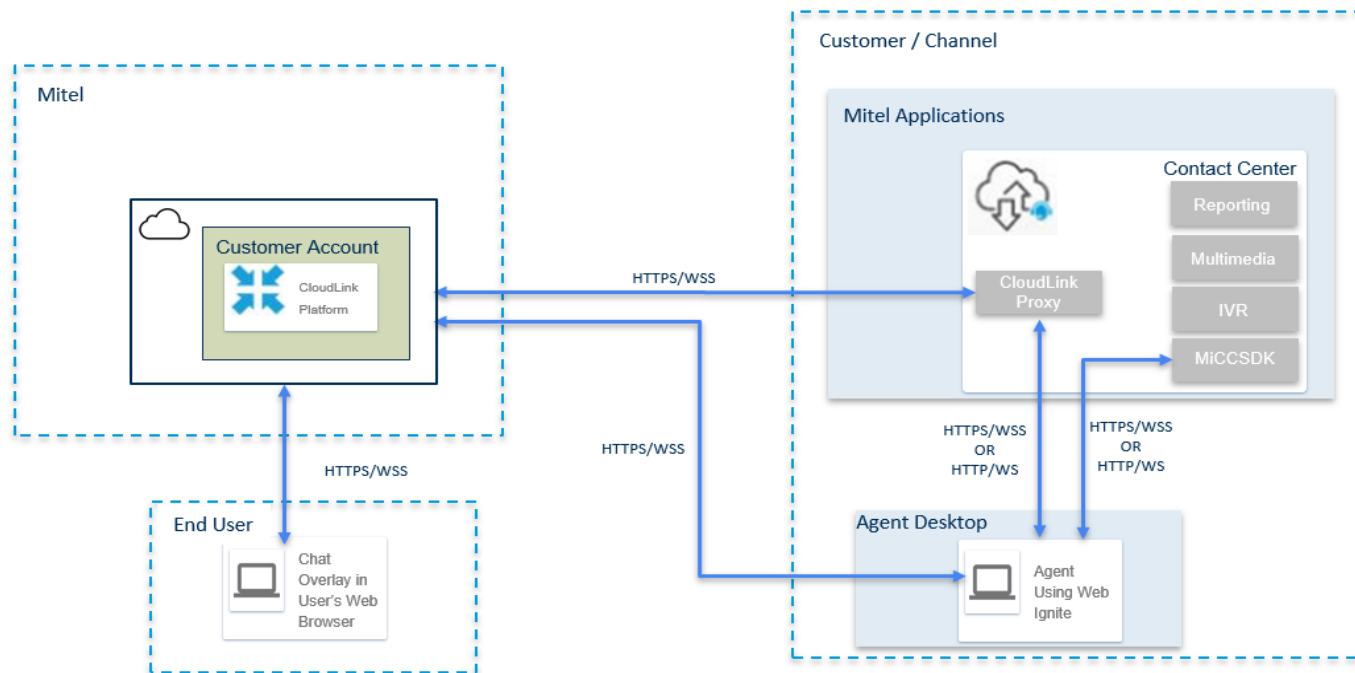 Customer / Channel
Mitel
Mitel Applications
Contact Center
Reporting
Multimedia
IVR
MiCCSDK
CloudLink
Proxy
Customer Account
CloudLink
Platform
HTTPS/WSS
HTTPS/WSS
HTTPS/WSS
HTTPS/WSS
OR
HTTP/WS
HTTPS/WSS
OR
HTTP/WS
End User
Chat
Overlay in
User's Web
Browser
Agent Desktop
Agent
Using Web
Ignite